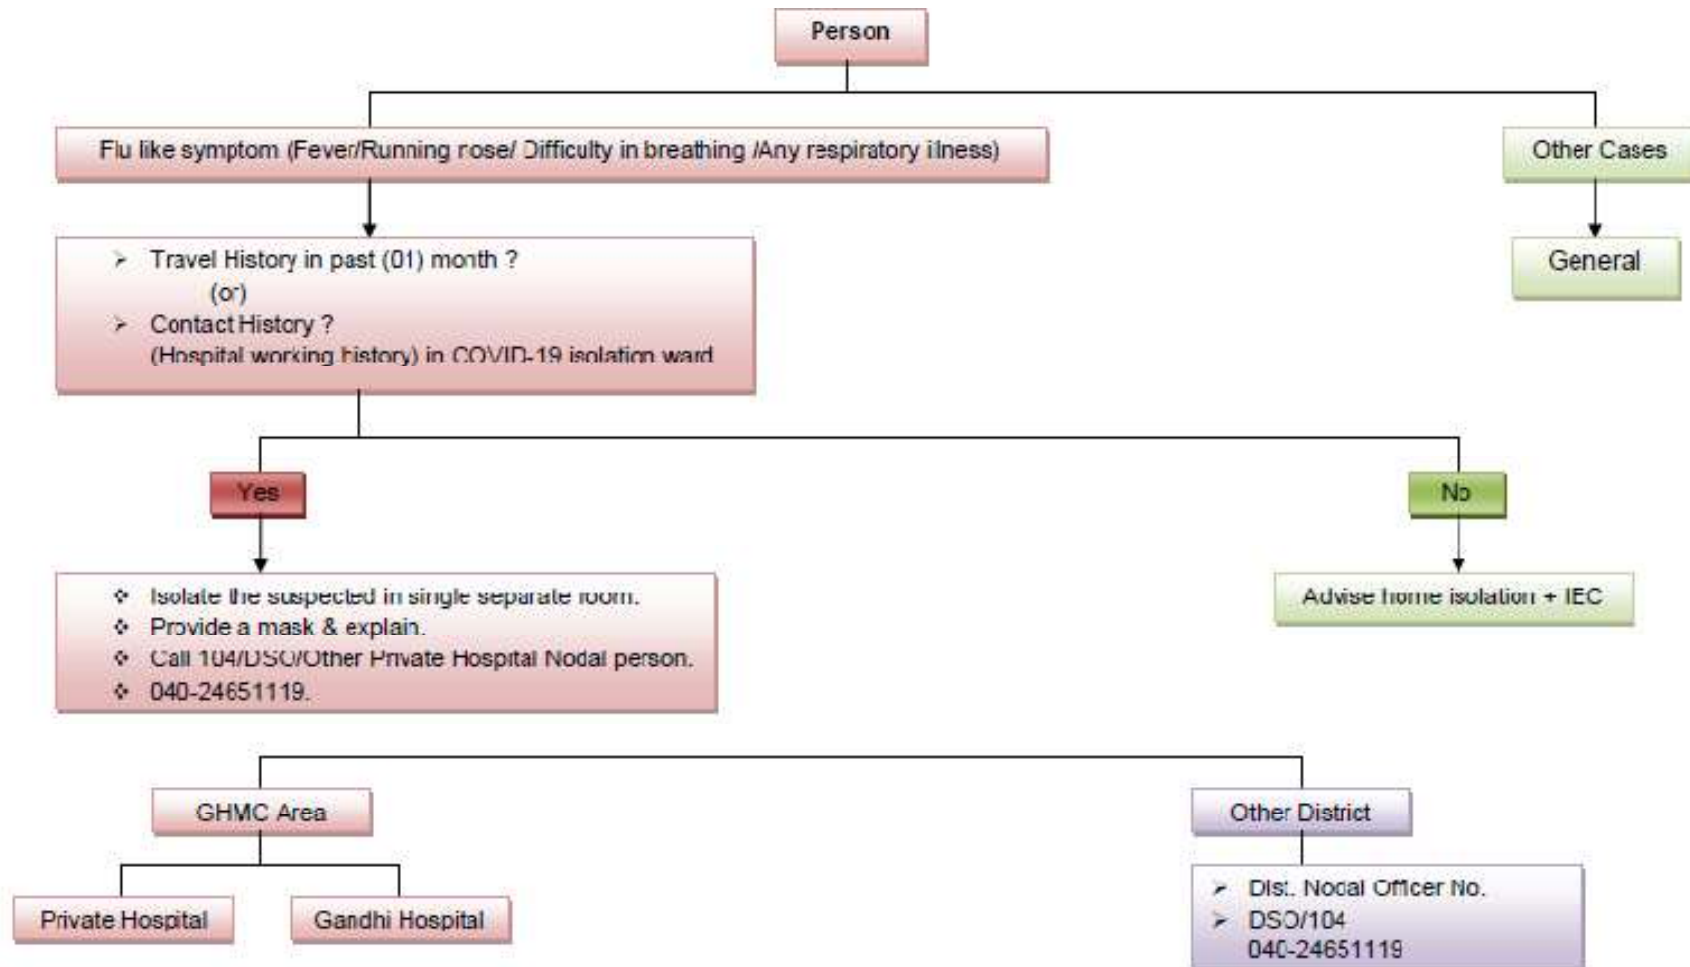 Person
Flu like symptom (Fever/Running nose/ Difficulty in breathing /Any respiratory illness)
Other Cases
➢ Travel History in past (01) month ?
(or)
➢ Contact History ?
(Hospital working history) in COVID-19 isolation ward
General
Yes
No
❖ Isolate the suspected in single separate room.
❖ Provide a mask & explain.
❖ Call 104/DSO/Other Private Hospital Nodal person.
❖ 040-24651119.
Advise home isolation + IEC
GHMC Area
Other District
Private Hospital
Gandhi Hospital
➢ Dist. Nodal Officer No.
➢ DSO/104
040-24651119